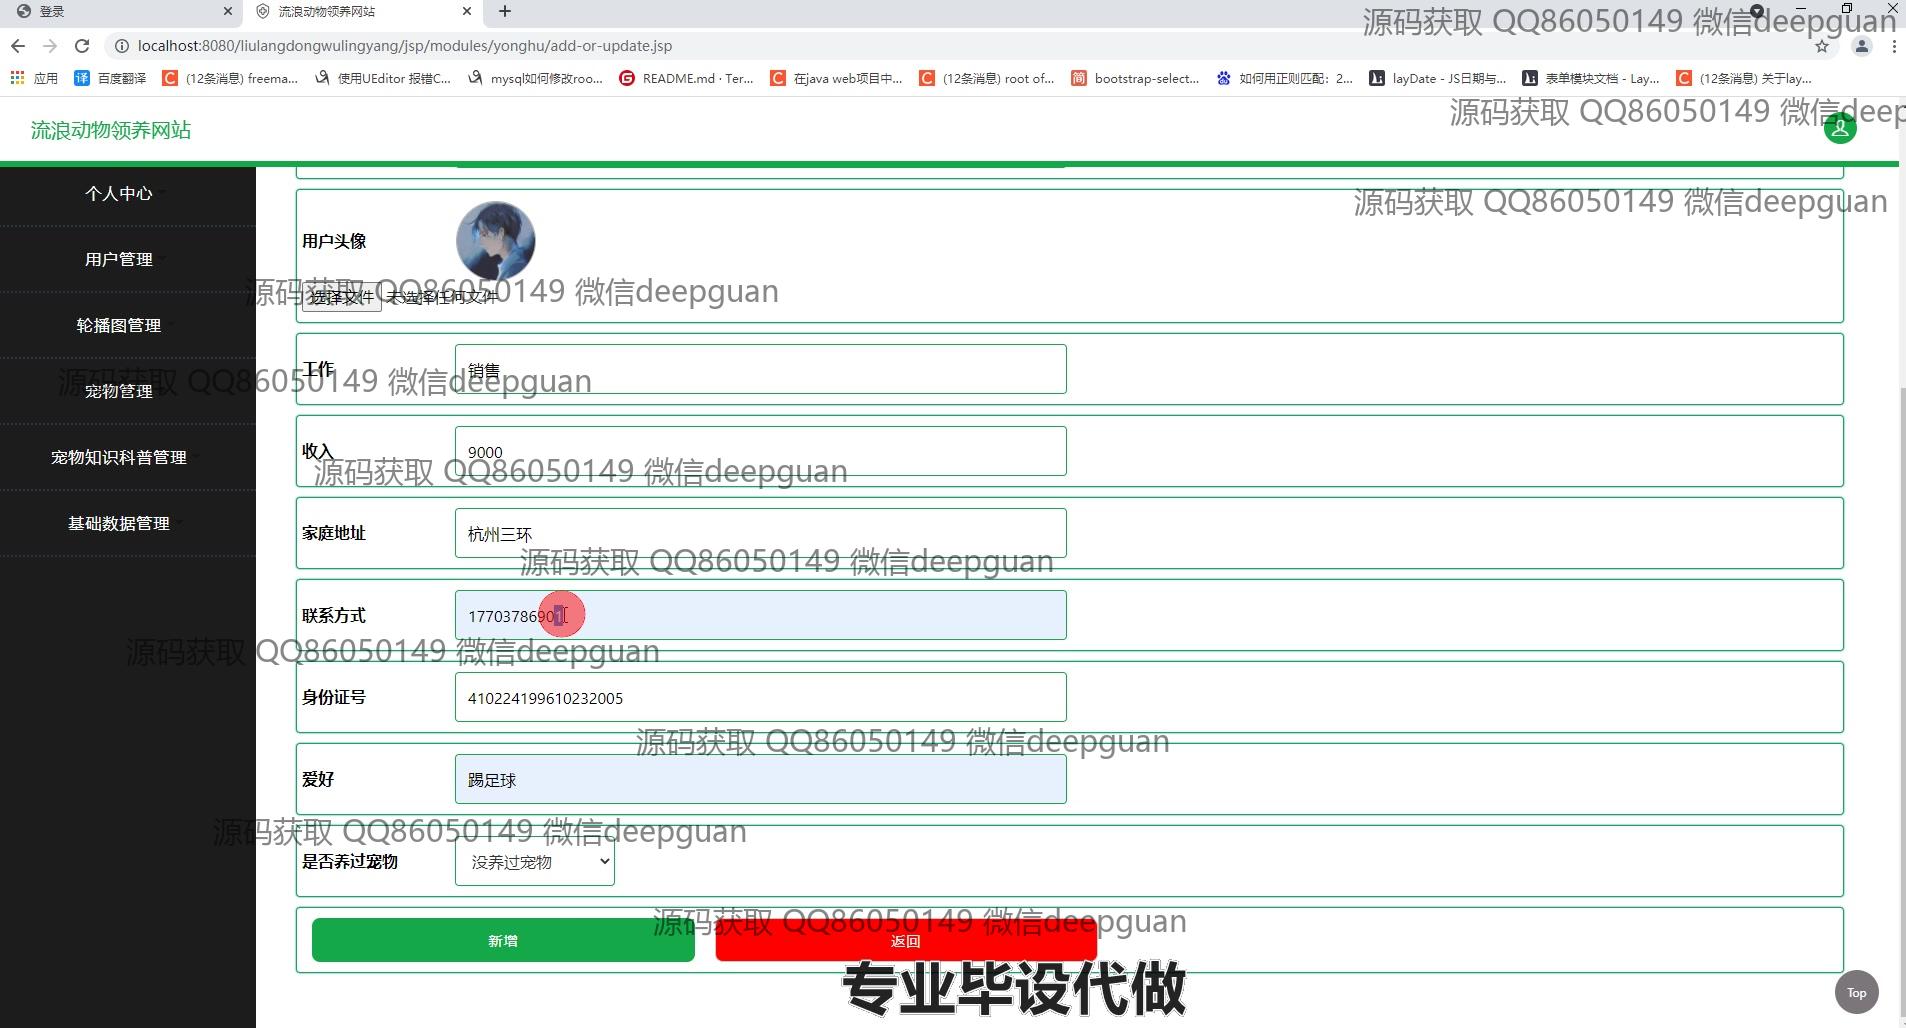 登录
流浪动物领养网站
源码获取 QQ86050149 微信deepguan
localhost:8080/liulangdongwulingyang/jsp/modules/yonghu/add-or-update.jsp
应用
百度翻译
(12条消息) freema...
使用UEditor 报错C...
mysql如何修改roo...
README.md · Ter...
在java web项目中...
(12条消息) root of...
bootstrap-select...
如何用正则匹配：2...
layDate - JS日期与...
表单模块文档 - Lay...
(12条消息) 关于lay...
源码获取 QQ86050149 微信deep
流浪动物领养网站
个人中心
源码获取 QQ86050149 微信deepguan
用户头像
用户管理
源码获取 QQ86050149 微信deepguan
选择文件 未选择任何文件
轮播图管理
工作
销售
源码获取 QQ86050149 微信deepguan
宠物管理
收入
9000
宠物知识科普管理
源码获取 QQ86050149 微信deepguan
基础数据管理
家庭地址
杭州三环
源码获取 QQ86050149 微信deepguan
联系方式
17703786901
源码获取 QQ86050149 微信deepguan
身份证号
410224199610232005
源码获取 QQ86050149 微信deepguan
爱好
踢足球
源码获取 QQ86050149 微信deepguan
是否养过宠物
没养过宠物
源码获取 QQ86050149 微信deepguan
新增
返回
专业毕设代做
Top